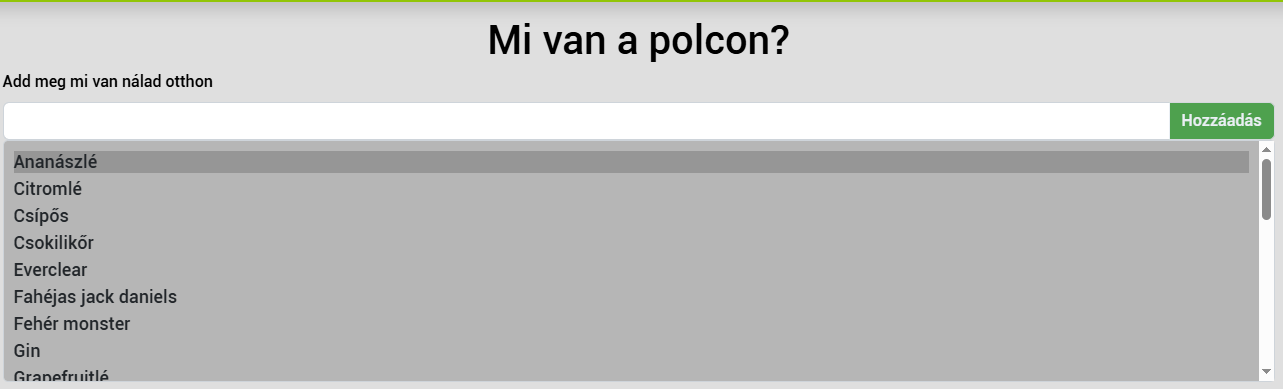 Mi van a polcon?
Add meg mi van nálad otthon
Hozzáadás
Ananászlé
Citromlé
Csípős
Csokilikőr
Everclear
Fahéjas jack daniels
Fehér monster
Gin
Grapefruitlé